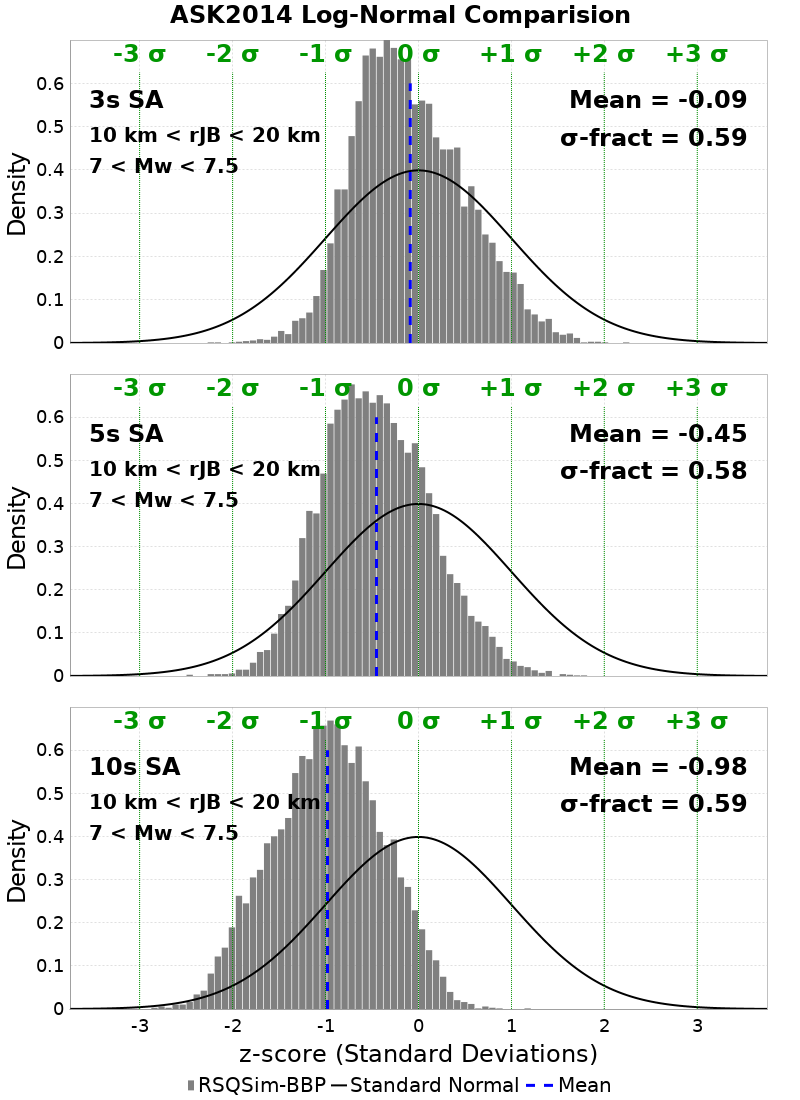 ASK2014 Log-Normal Comparision
-3 σ -2 σ -1 σ 0 σ +1 σ +2 σ +3 σ
3s SA
10 km < rJB < 20 km
7 < Mw < 7.5
Mean = -0.09
σ-fract = 0.59
Density
0.6
0.5
0.4
0.3
0.2
0.1
0
-3 σ -2 σ -1 σ 0 σ +1 σ +2 σ +3 σ
5s SA
10 km < rJB < 20 km
7 < Mw < 7.5
Mean = -0.45
σ-fract = 0.58
Density
0.6
0.5
0.4
0.3
0.2
0.1
0
-3 σ -2 σ -1 σ 0 σ +1 σ +2 σ +3 σ
10s SA
10 km < rJB < 20 km
7 < Mw < 7.5
Mean = -0.98
σ-fract = 0.59
Density
0.6
0.5
0.4
0.3
0.2
0.1
0
-3 -2 -1 0 1 2 3
z-score (Standard Deviations)
RSQSim-BBP Standard Normal Mean